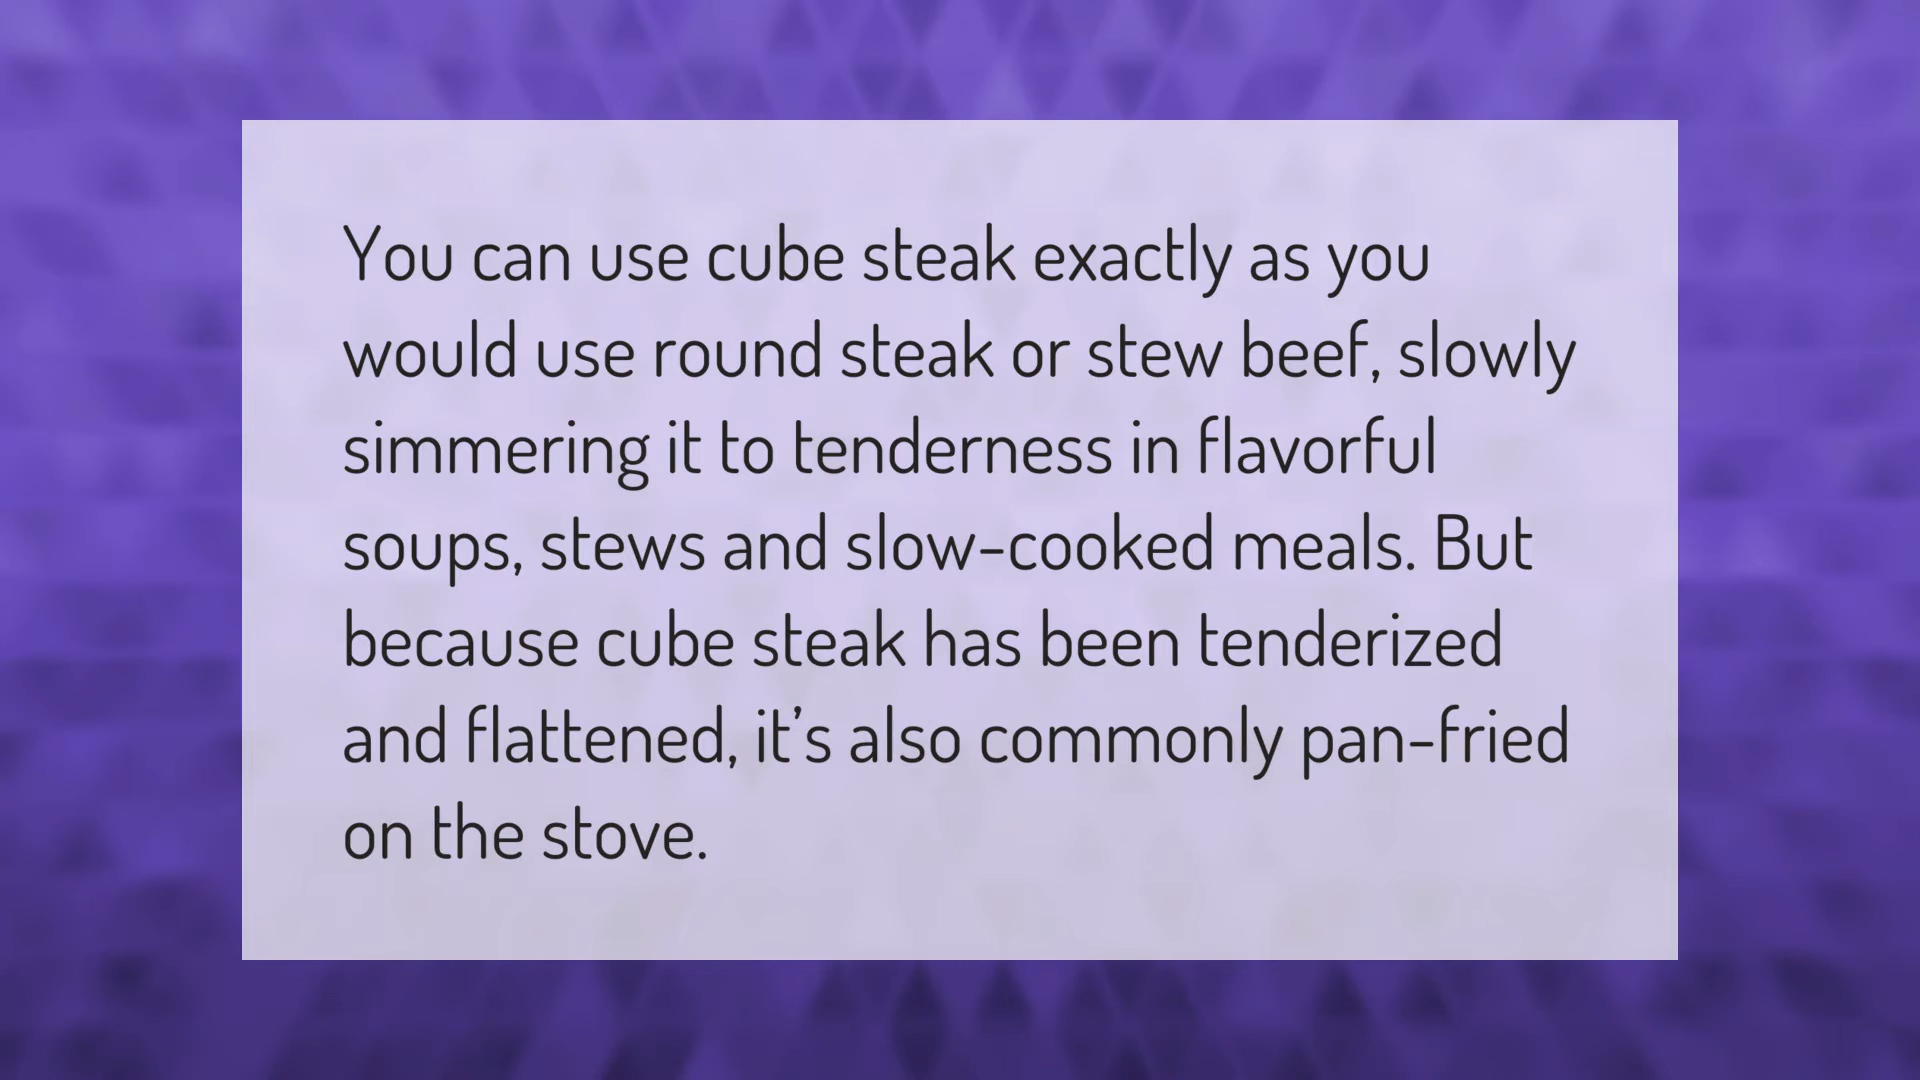 You can use cube steak exactly as you
would use round steak or stew beef, slowly
simmering it to tenderness in flavorful
soups, stews and slow-cooked meals. But
because cube steak has been tenderized
and flattened, it’s also commonly pan-fried
on the stove.